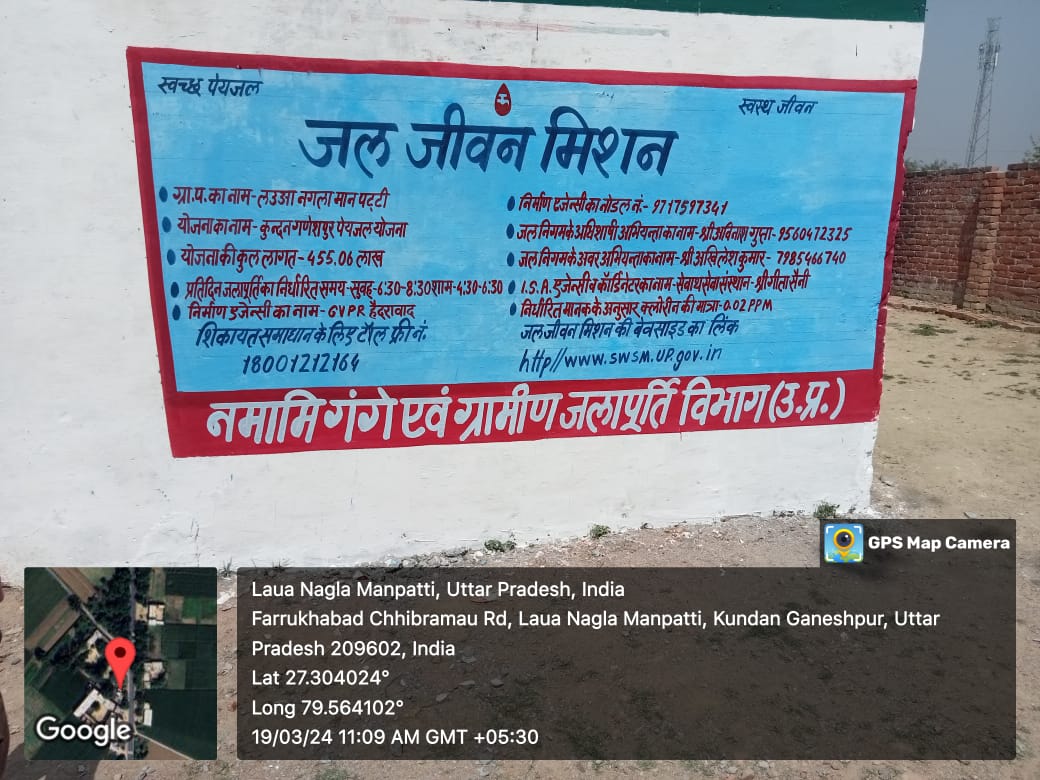 स्वच्छ पेयजल
स्वस्थ जीवन
जल जीवन मिशन
ग्रा.प.का नाम-लउआ नगला मान पट्टी
योजना का नाम-कुन्दन गणेशपुर पेयजल योजना
योजना की कुल लागत-455.06 लाख
प्रतिदिन जलापूर्ति का निर्धारित समय-सुबह-6:30-8:30 शाम-4:30-6:30
निर्माण एजेन्सी का नाम-GVPR हैदरावाद
शिकायत समाधान के लिए टौल फ्री नं.
18001212164
निर्माण एजेन्सी का नोडल नं.- 9717597341
जल निगम के अधिशाषी अभियन्ता का नाम-श्री अविनाश गुप्ता-9560472325
जल निगम के अवर अभियन्ता का नाम-श्री अखिलेश कुमार- 7985466740
I.S.A. एजेन्सी व कॉर्डिनेटर का नाम-सेवार्थ सेवा संस्थान-श्री गीता सैनी
निर्धीरित मानक के अनुसार क्लोरीन की मात्रा-0.02 PPM
जल जीवन मिशन की बेवसाइड का लिंक
http//www.swsm.up.gov.in
नमामि गंगे एवं ग्रामीण जलापूर्ति विभाग (उ.प्र.)
GPS Map Camera
Laua Nagla Manpatti, Uttar Pradesh, India
Farrukhabad Chhibramau Rd, Laua Nagla Manpatti, Kundan Ganeshpur, Uttar
Pradesh 209602, India
Lat 27.304024°
Long 79.564102°
19/03/24 11:09 AM GMT +05:30
Google